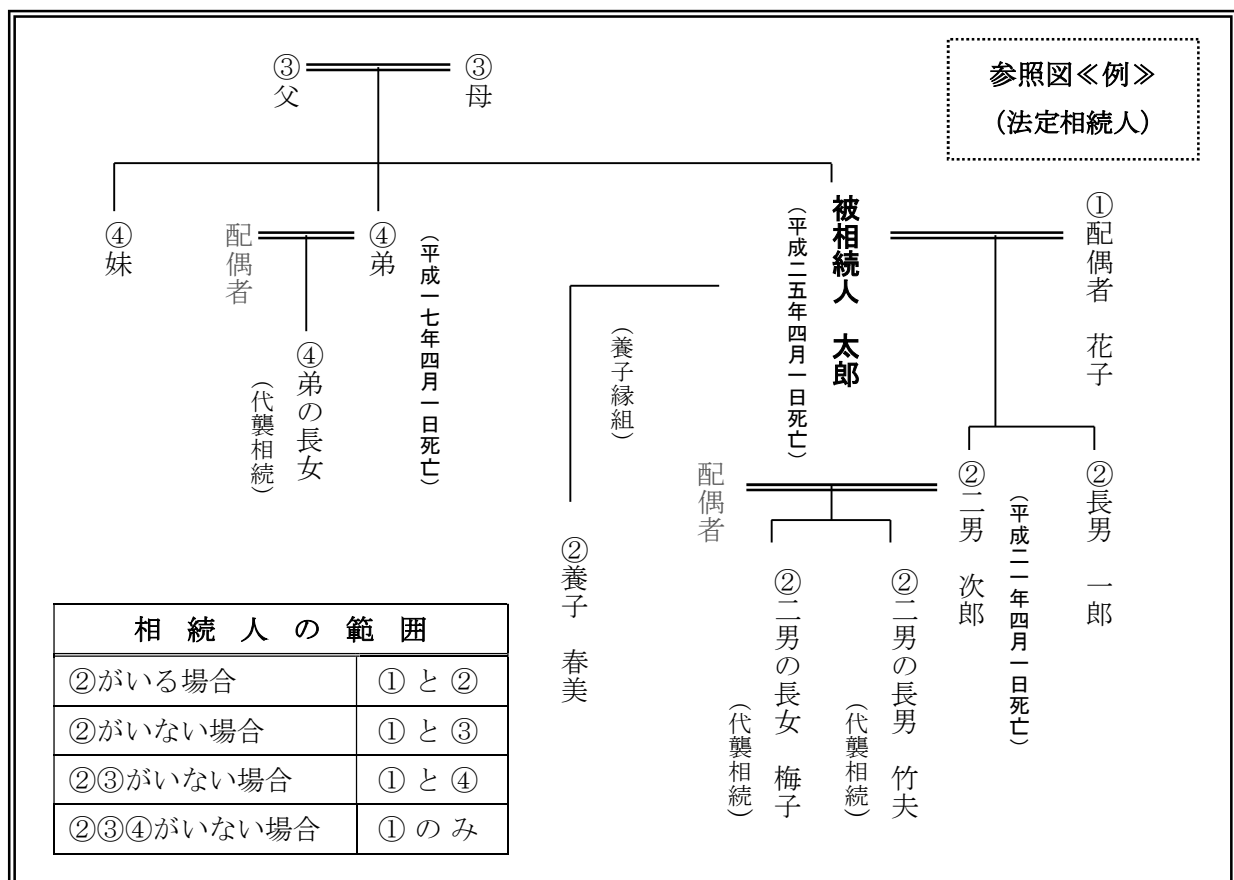 参照図≪例≫
(法定相続人)
③父
③母
④妹
配偶者
④弟
(平成一七年四月一日死亡)
④弟の長女
(代襲相続)
被相続人 太郎
(平成二五年四月一日死亡)
①配偶者 花子
(養子縁組)
②養子 春美
配偶者
②二男 次郎
(平成二一年四月一日死亡)
②長男 一郎
②二男の長女 梅子
(代襲相続)
②二男の長男 竹夫
(代襲相続)
相続人の範囲
②がいる場合 ①と②
②がいない場合 ①と③
②③がいない場合 ①と④
②③④がいない場合 ①のみ